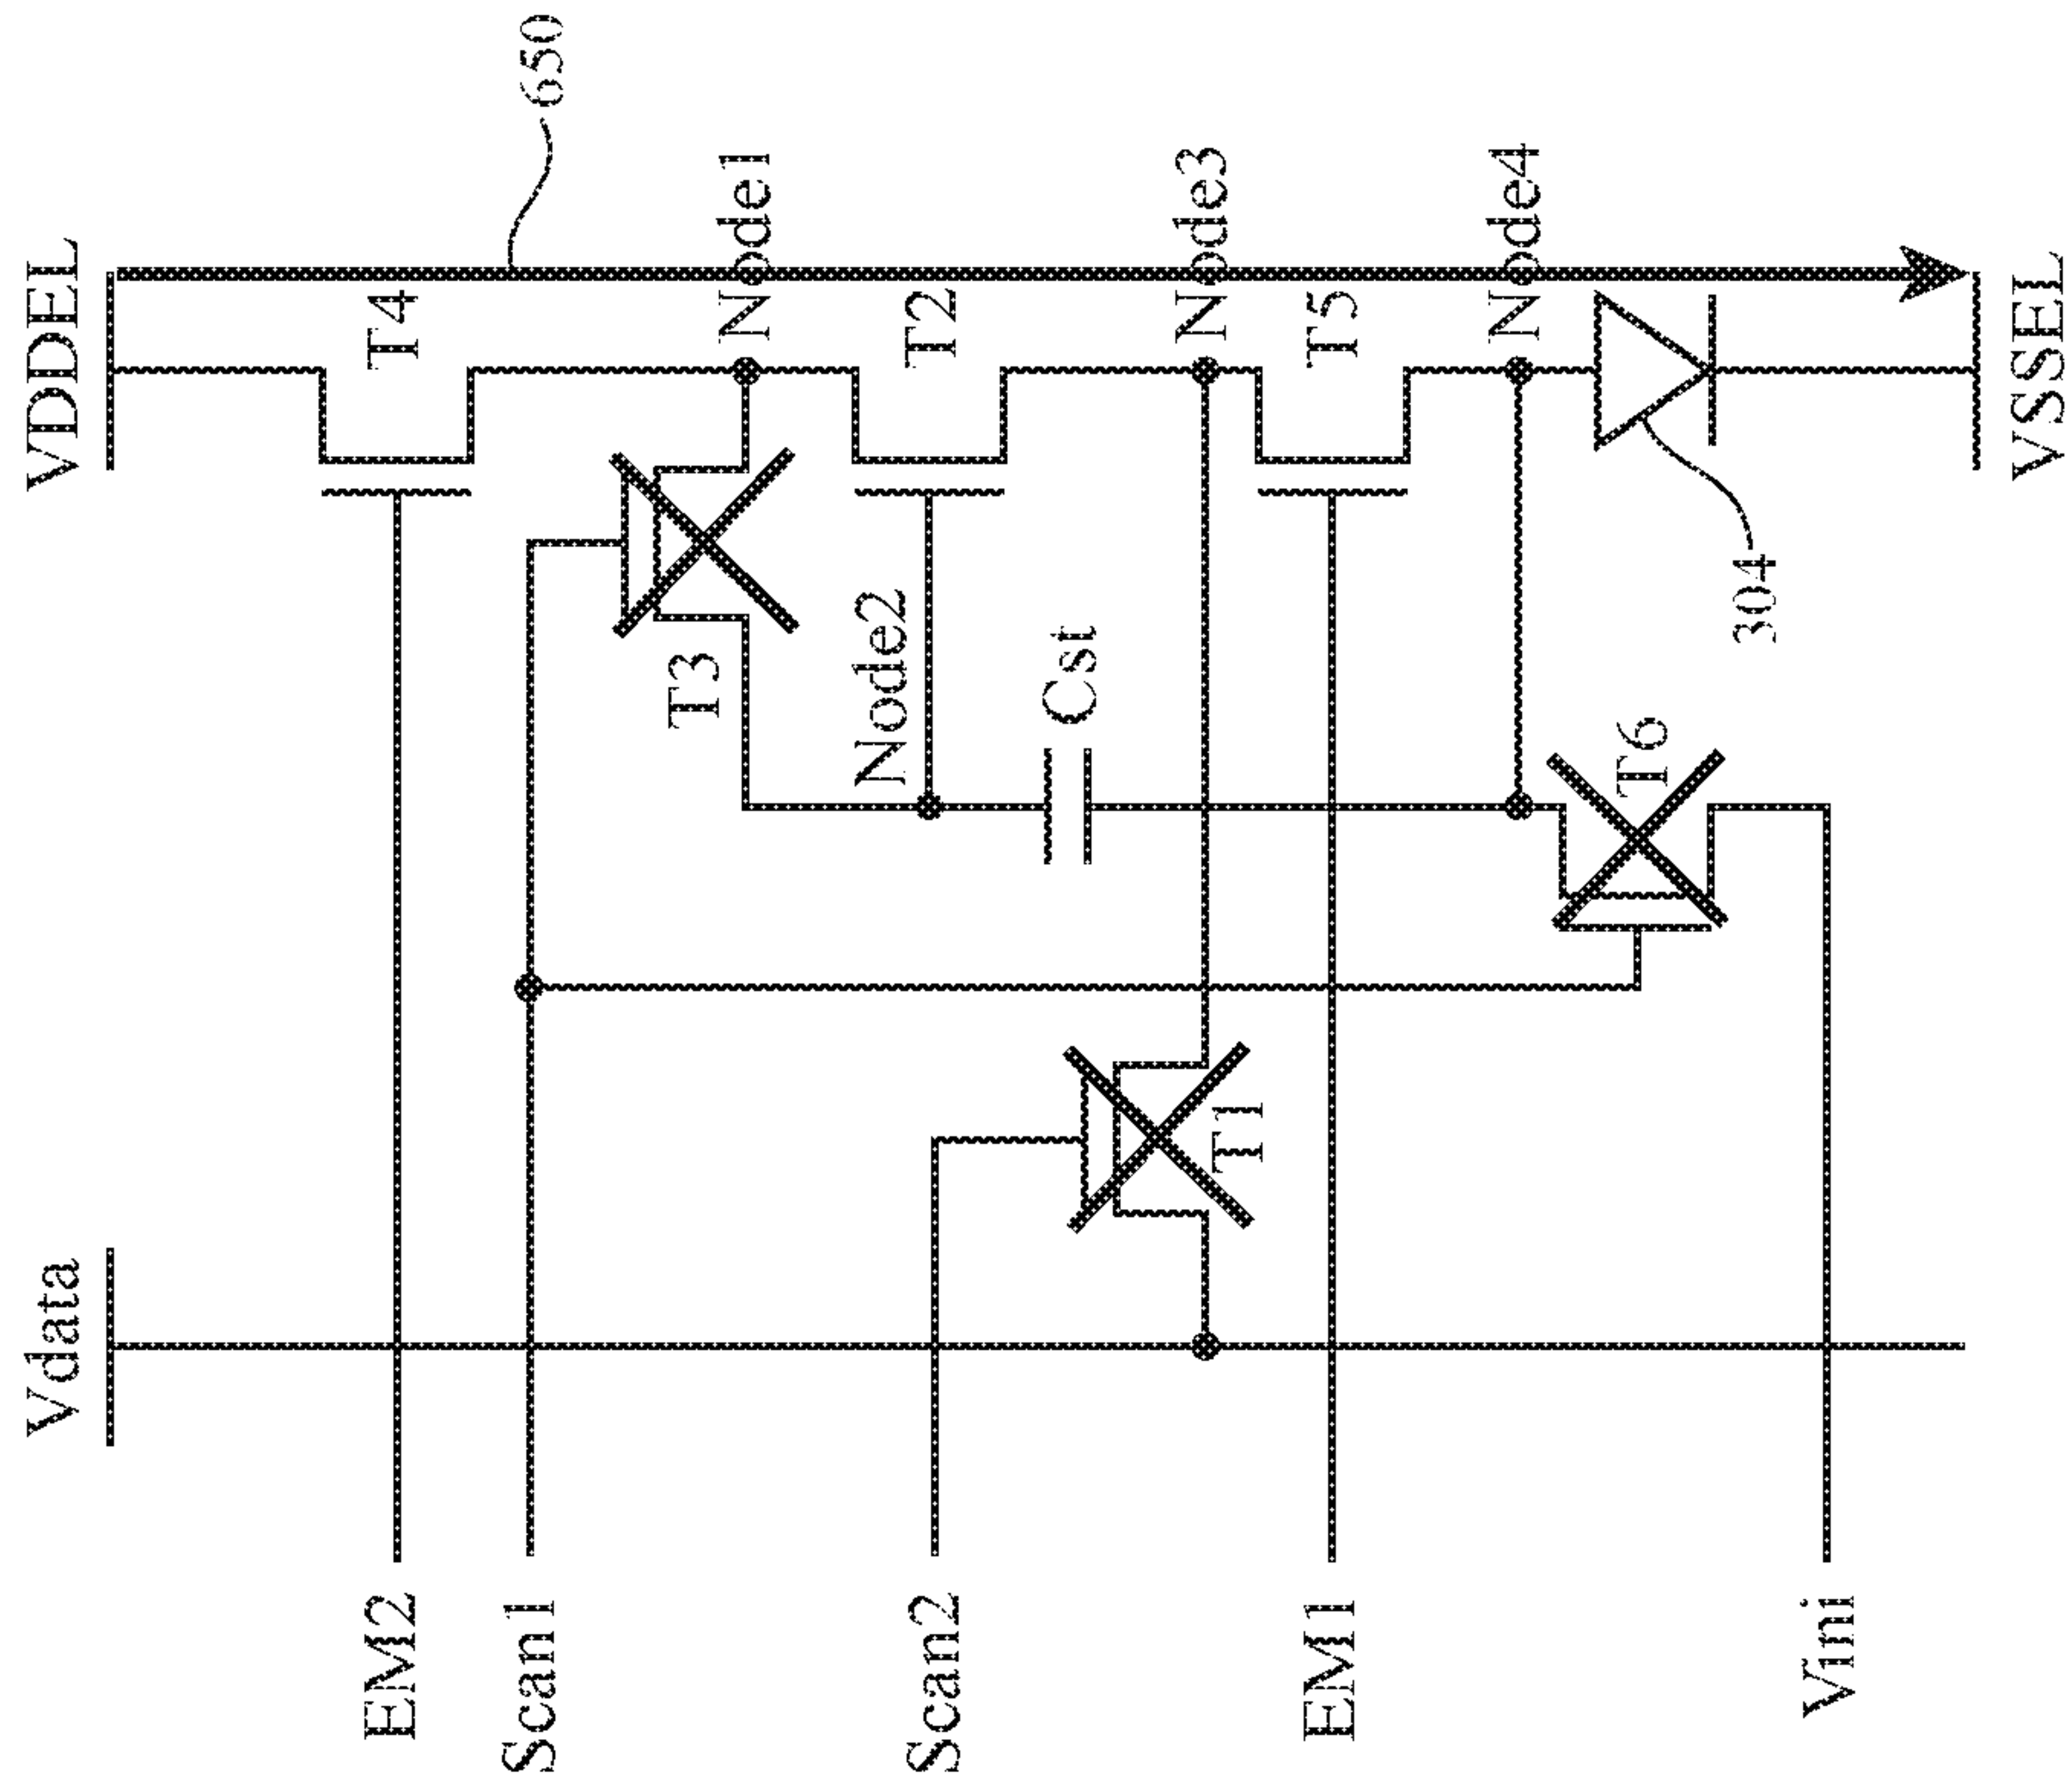 VDDEL
Vdata
650
T4
EM2
Node1
T3
Scan1
T2
Node2
Scan2
Cst
Node3
T1
T5
EM1
Node4
T6
304
Vini
VSSEL